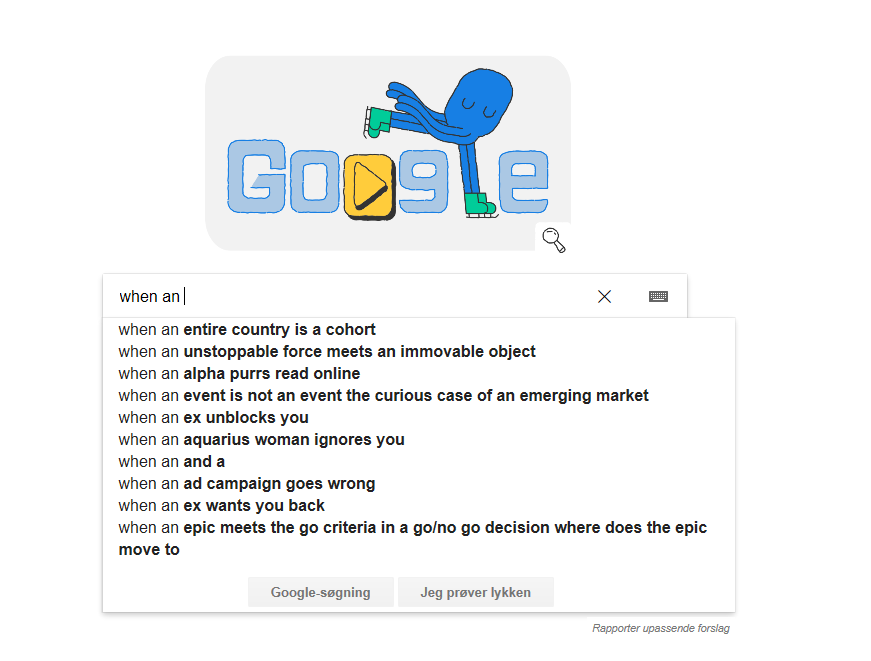 Google
when an
when an entire country is a cohort
when an unstoppable force meets an immovable object
when an alpha purrs read online
when an event is not an event the curious case of an emerging market
when an ex unblocks you
when an aquarius woman ignores you
when an and a
when an ad campaign goes wrong
when an ex wants you back
when an epic meets the go criteria in a go/no go decision where does the epic
move to
Google-søgning Jeg prøver lykken
Rapporter upassende forslag